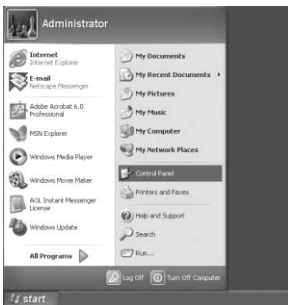 Administrator
Internet
Internet Explorer
E-mail
Netscape Messenger
Adobe Acrobat 6.0
Professional
MSN Explorer
Windows Media Player
Windows Movie Maker
AOL Instant Messenger
License
Windows Update
All Programs
My Documents
My Recent Documents
My Pictures
My Music
My Computer
My Network Places
Control Panel
Printers and Faxes
Help and Support
Search
Run...
Log Off
Turn Off Computer
start